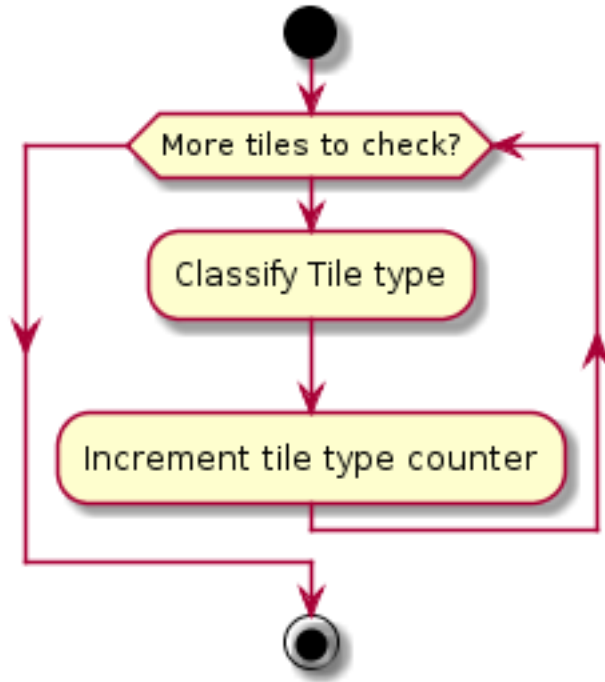 More tiles to check?
Classify Tile type
Increment tile type counter